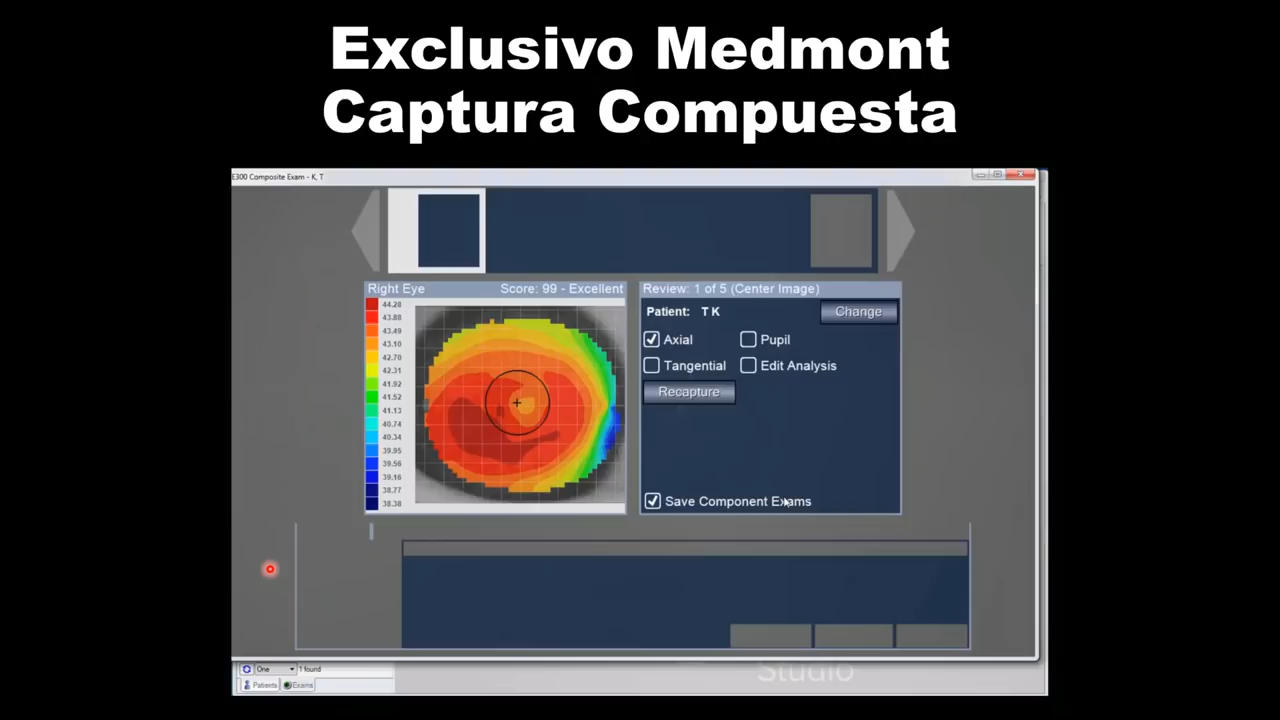 Exclusivo Medmont
Captura Compuesta
E300 Composite Exam - K, T
Right Eye Score: 99 - Excellent
44.28
43.88
43.49
43.10
42.70
42.31
41.92
41.52
41.13
40.74
40.34
39.95
39.56
39.16
38.77
38.38
Review: 1 of 5 (Center Image)
Patient: T K
Change
Axial
Pupil
Tangential
Edit Analysis
Recapture
Save Component Exams
Studio
One 1 found
Patients Exams